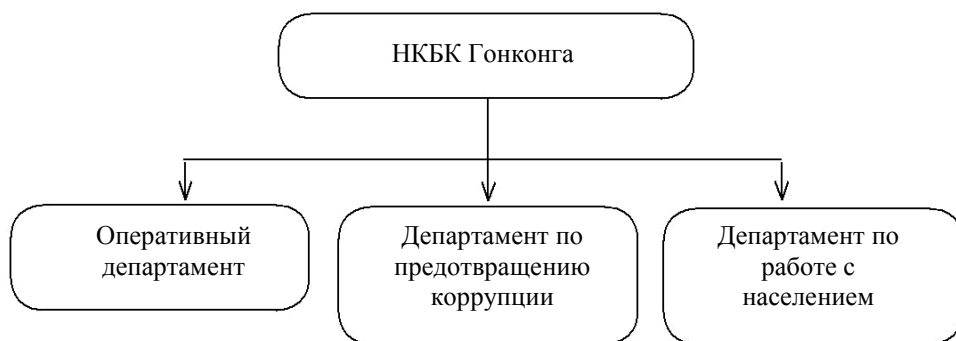 НКБК Гонконга
Оперативный
департамент
Департамент по
предотвращению
коррупции
Департамент по
работе с
населением